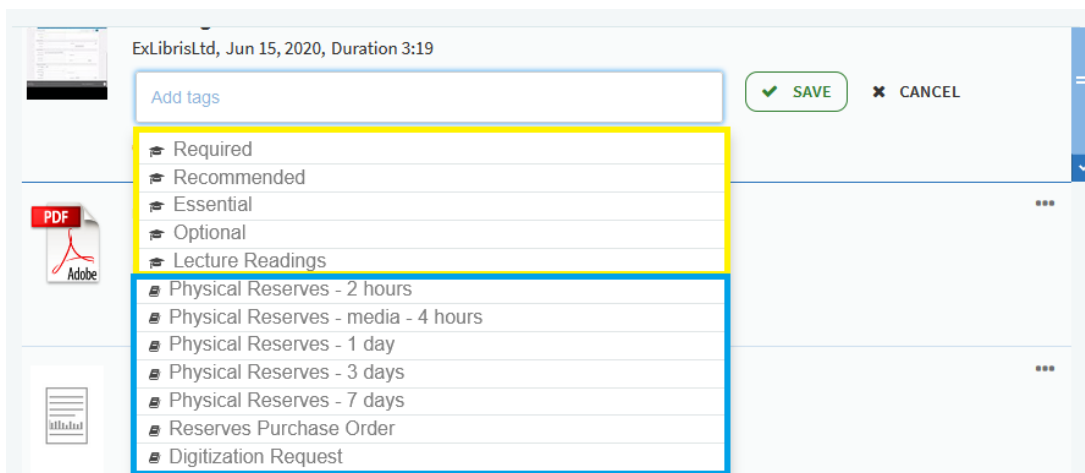 ExLibrisLtd, Jun 15, 2020, Duration 3:19
Add tags
SAVE
CANCEL
Required
Recommended
Essential
Optional
Lecture Readings
Physical Reserves - 2 hours
Physical Reserves - media - 4 hours
Physical Reserves - 1 day
Physical Reserves - 3 days
Physical Reserves - 7 days
Reserves Purchase Order
Digitization Request
PDF
Adobe